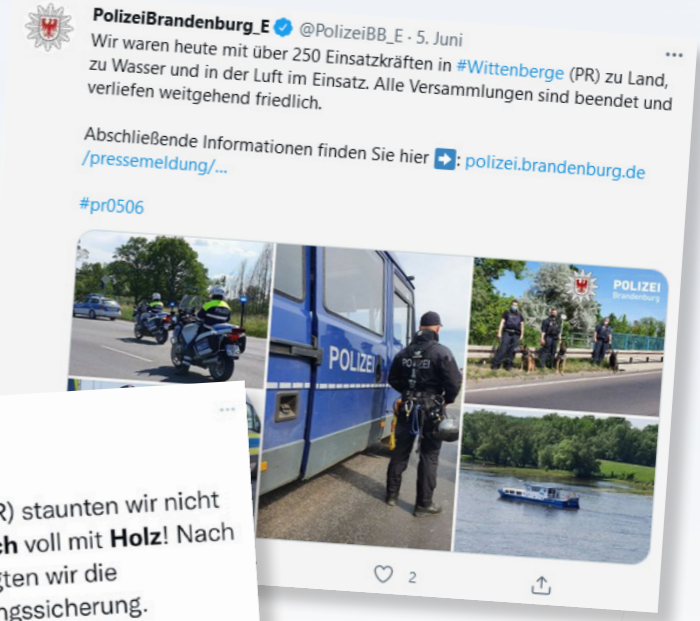 PolizeiBrandenburg_E @PolizeiBB_E · 5. Juni
Wir waren heute mit über 250 Einsatzkräften in #Wittenberge (PR) zu Land,
zu Wasser und in der Luft im Einsatz. Alle Versammlungen sind beendet und
verliefen weitgehend friedlich.
Abschließende Informationen finden Sie hier ➡: polizei.brandenburg.de
/pressemeldung/...
#pr0506
POLIZEI
Brandenburg
POLIZEI
POLIZEI
2
R) staunten wir nicht
ch voll mit Holz! Nach
gten wir die
ngssicherung.